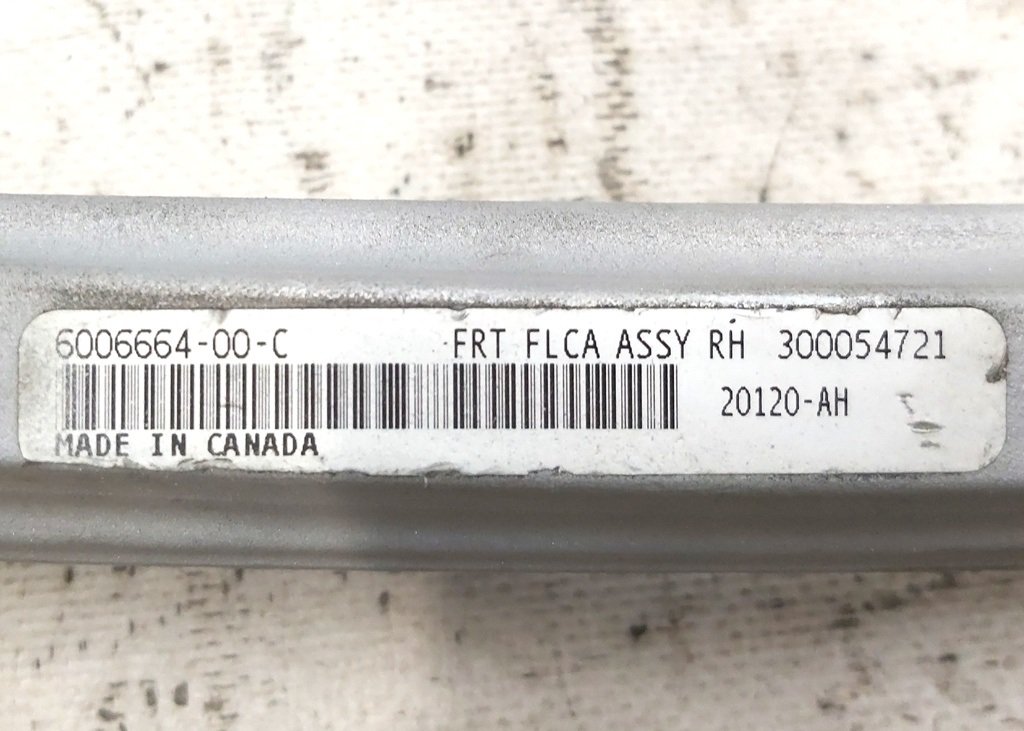 6006664-00-C FRT FLCA ASSY RH 300054721
20120-AH
MADE IN CANADA